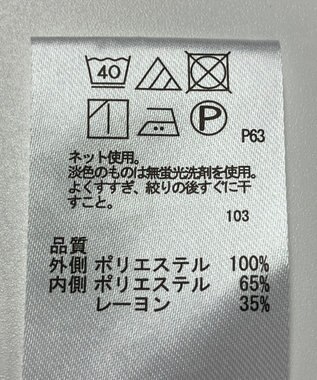 40
P
P63
ネット使用。
淡色のものは無蛍光洗剤を使用。
よくすすぎ、絞りの後すぐに干
すこと。
103
品質
外側 ポリエステル 100%
内側 ポリエステル 65%
レーヨン 35%